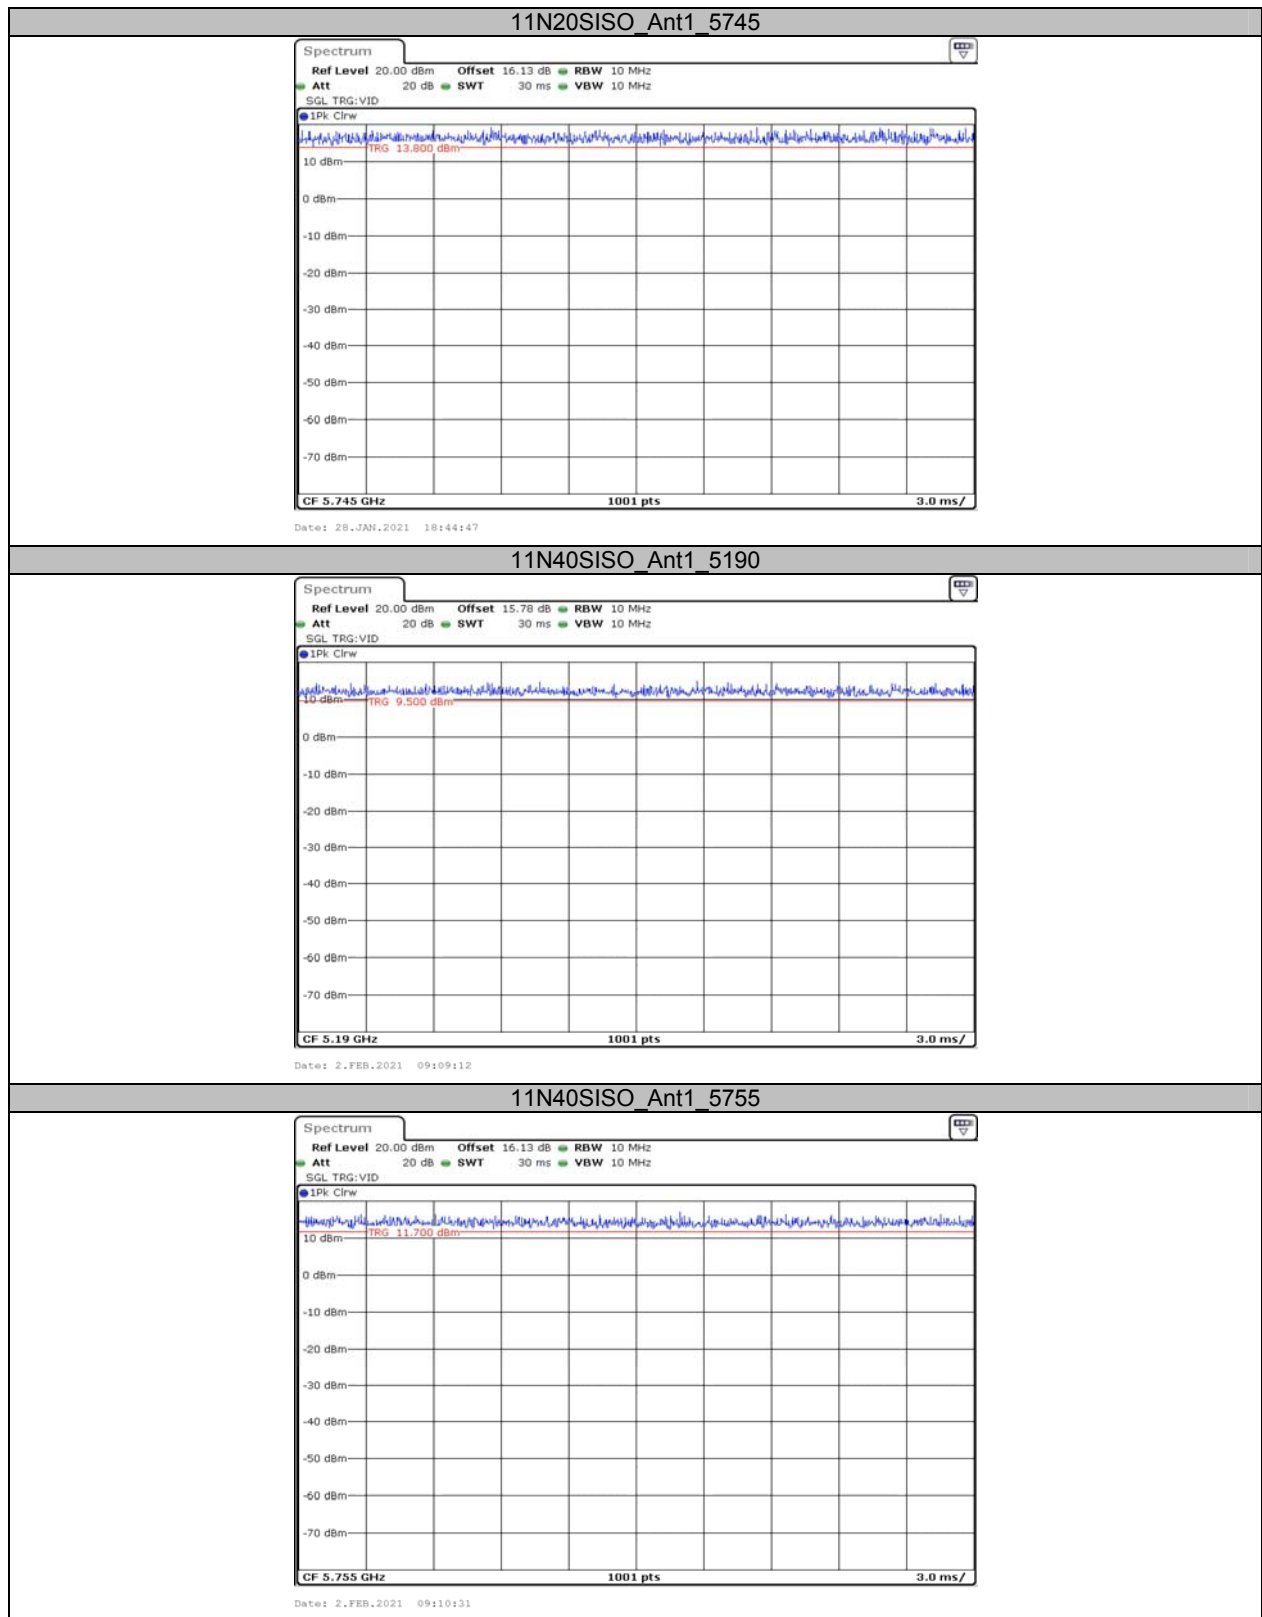 11N20SISO_Ant1_5745
Spectrum
Ref Level 20.00 dBm Offset 16.13 dB RBW 10 MHz
Att 20 dB SWT 30 ms VBW 10 MHz
SGL TRG:VID
1Pk Clrw
TRG 13.800 dBm
10 dBm
0 dBm
-10 dBm
-20 dBm
-30 dBm
-40 dBm
-50 dBm
-60 dBm
-70 dBm
CF 5.745 GHz 1001 pts 3.0 ms/
Date: 28.JAN.2021 18:44:47
11N40SISO_Ant1_5190
Spectrum
Ref Level 20.00 dBm Offset 15.78 dB RBW 10 MHz
Att 20 dB SWT 30 ms VBW 10 MHz
SGL TRG:VID
1Pk Clrw
10 dBm
TRG 9.500 dBm
0 dBm
-10 dBm
-20 dBm
-30 dBm
-40 dBm
-50 dBm
-60 dBm
-70 dBm
CF 5.19 GHz 1001 pts 3.0 ms/
Date: 2.FEB.2021 09:09:12
11N40SISO_Ant1_5755
Spectrum
Ref Level 20.00 dBm Offset 16.13 dB RBW 10 MHz
Att 20 dB SWT 30 ms VBW 10 MHz
SGL TRG:VID
1Pk Clrw
TRG 11.700 dBm
10 dBm
0 dBm
-10 dBm
-20 dBm
-30 dBm
-40 dBm
-50 dBm
-60 dBm
-70 dBm
CF 5.755 GHz 1001 pts 3.0 ms/
Date: 2.FEB.2021 09:10:31